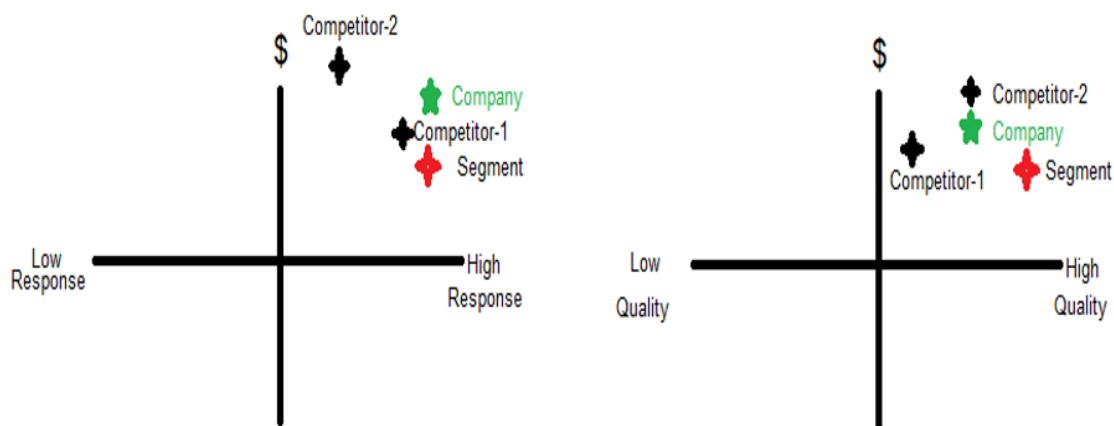 Competitor-2
$
Company
Competitor-1
Segment
Low
Response
High
Response
$
Competitor-2
Company
Competitor-1
Segment
Low
Quality
High
Quality